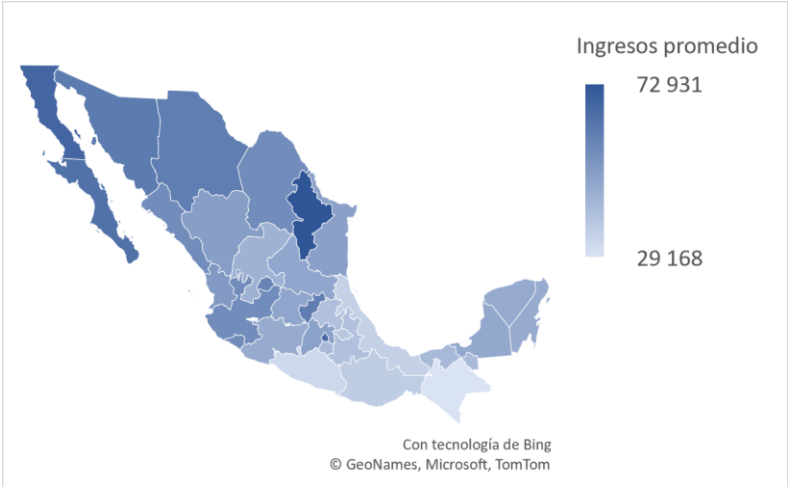 Ingresos promedio
72 931
29 168
Con tecnología de Bing
© GeoNames, Microsoft, TomTom